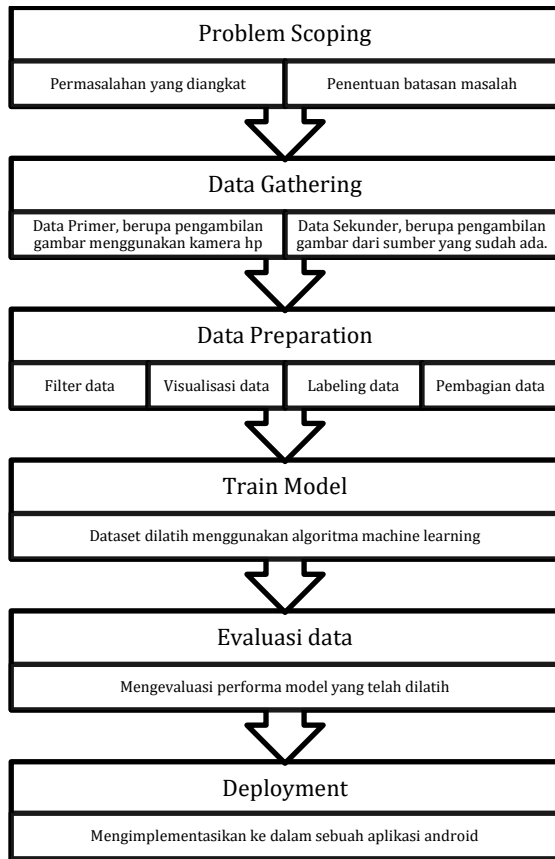 Problem Scoping
Permasalahan yang diangkat
Penentuan batasan masalah
Data Gathering
Data Primer, berupa pengambilan
gambar menggunakan kamera hp
Data Sekunder, berupa pengambilan
gambar dari sumber yang sudah ada.
Data Preparation
Filter data
Visualisasi data
Labeling data
Pembagian data
Train Model
Dataset dilatih menggunakan algoritma machine learning
Evaluasi data
Mengevaluasi performa model yang telah dilatih
Deployment
Mengimplementasikan ke dalam sebuah aplikasi android